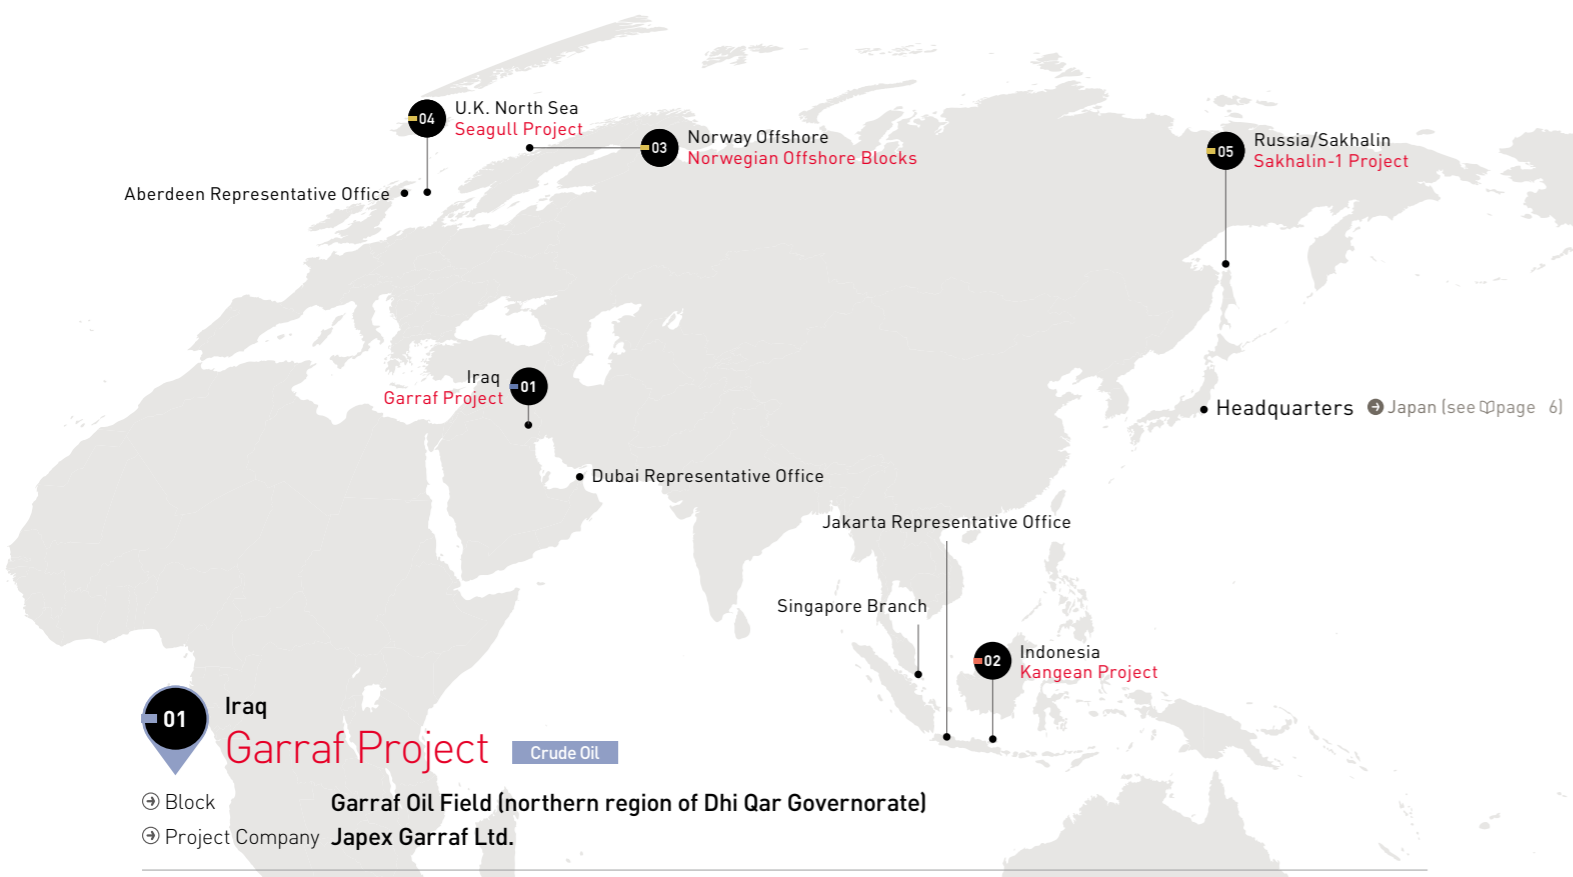 04
U.K. North Sea
Seagull Project
03
Norway Offshore
Norwegian Offshore Blocks
05
Russia/Sakhalin
Sakhalin-1 Project
Aberdeen Representative Office
Iraq
Garraf Project
01
Headquarters
Japan (see page 6)
Dubai Representative Office
Jakarta Representative Office
Singapore Branch
02
Indonesia
Kangean Project
01
Iraq
Garraf Project
Crude Oil
Block Garraf Oil Field (northern region of Dhi Qar Governorate)
Project Company Japex Garraf Ltd.